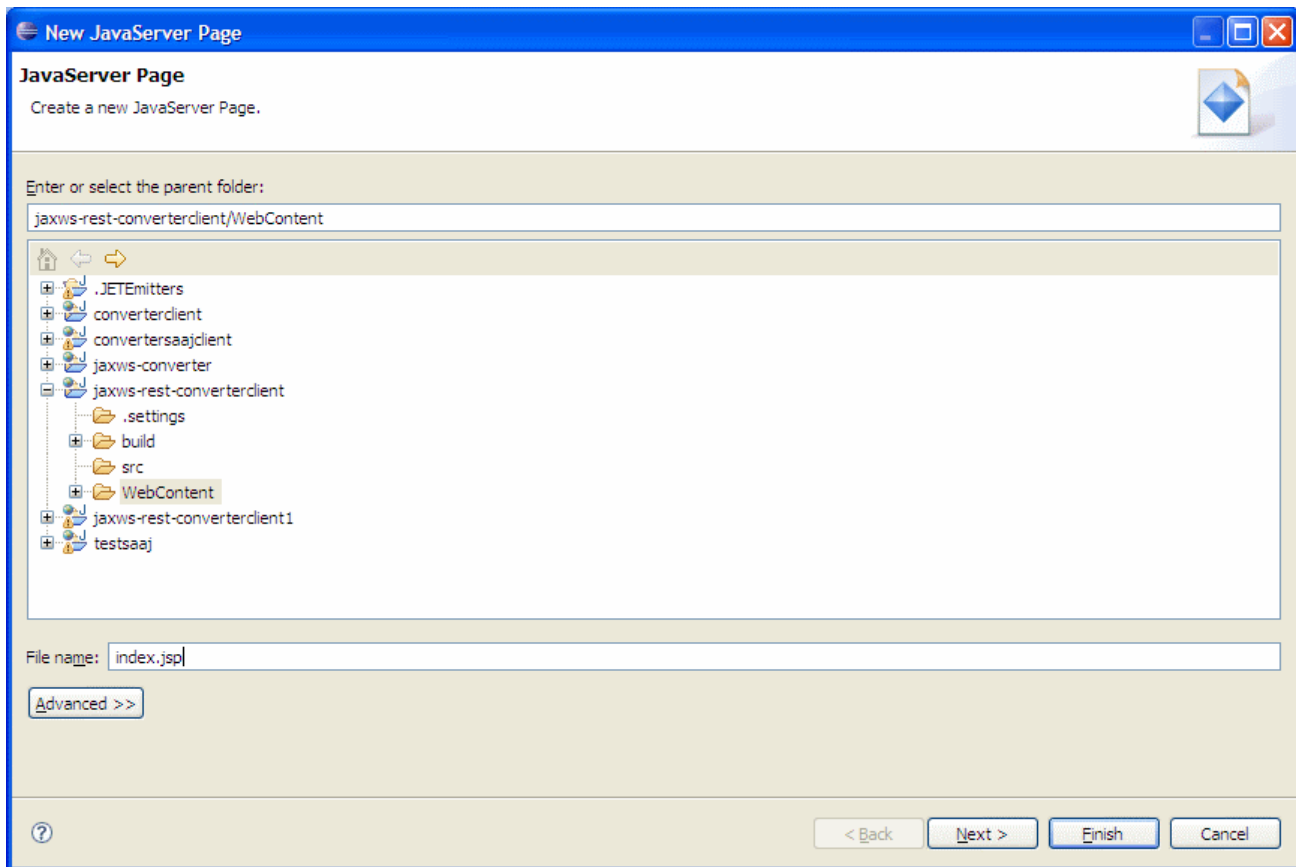 New JavaServer Page
JavaServer Page
Create a new JavaServer Page.
Enter or select the parent folder:
jaxws-rest-converterclient/WebContent
.JETEmitters
converterclient
convertersaajclient
jaxws-converter
jaxws-rest-converterclient
.settings
build
src
WebContent
jaxws-rest-converterclient1
testsaaj
File name: index.jsp
Advanced >>
< Back Next > Finish Cancel